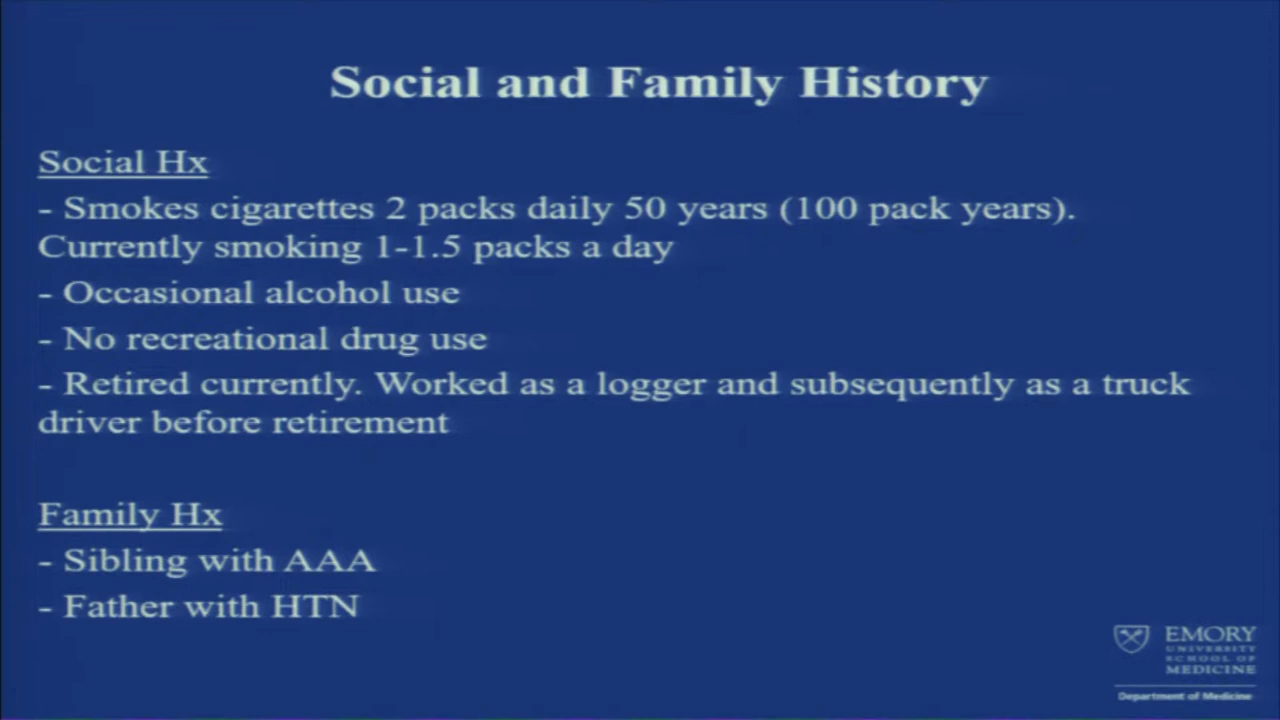 Social and Family History
Social Hx
- Smokes cigarettes 2 packs daily 50 years (100 pack years).
Currently smoking 1-1.5 packs a day
- Occasional alcohol use
- No recreational drug use
- Retired currently. Worked as a logger and subsequently as a truck
driver before retirement
Family Hx
- Sibling with AAA
- Father with HTN
EMORY
UNIVERSITY
SCHOOL OF
MEDICINE
Department of Medicine